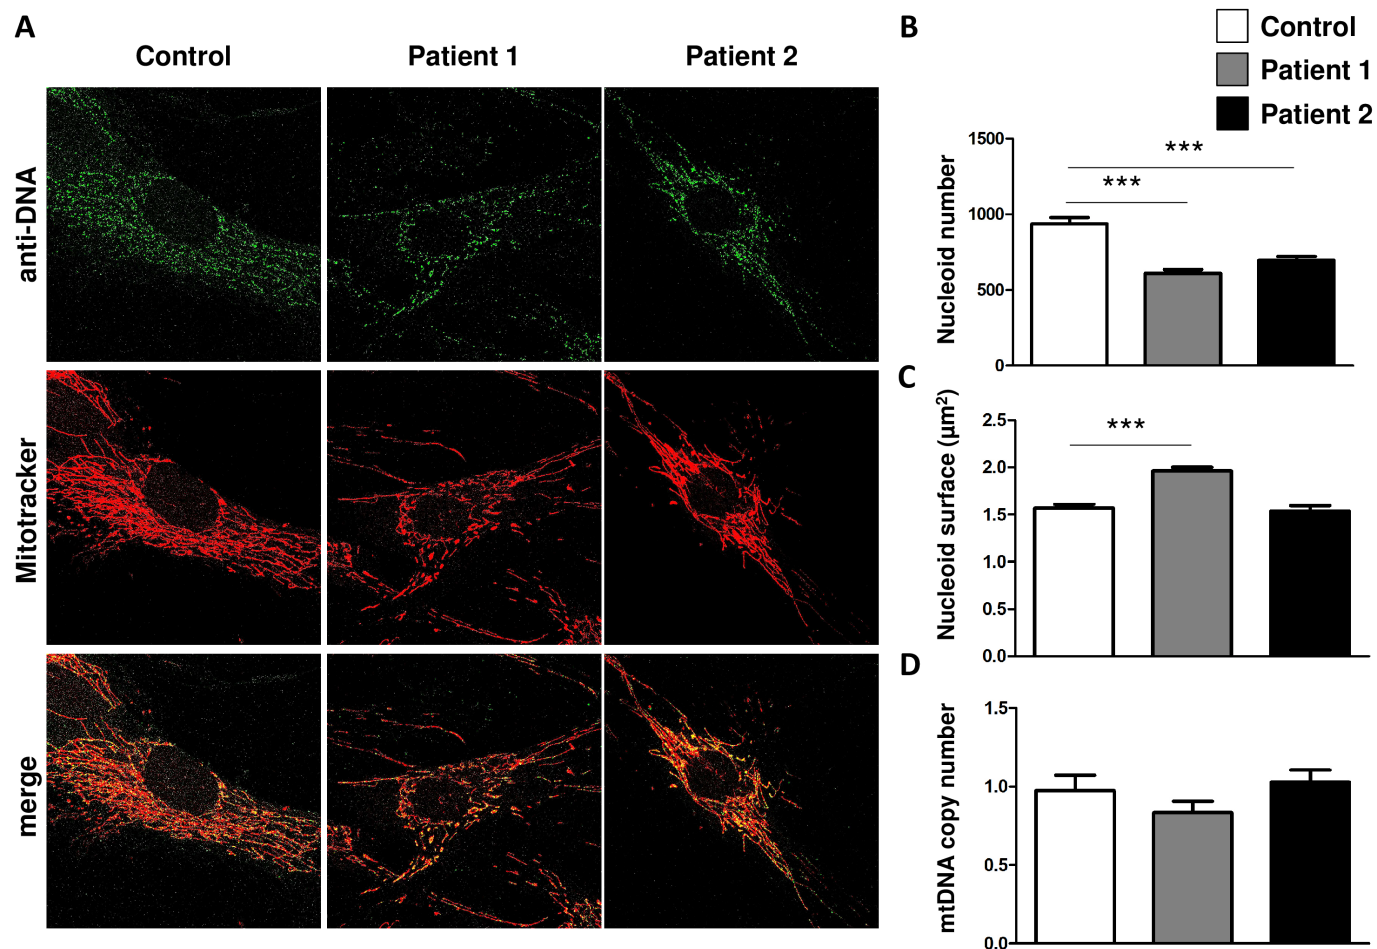 A
Control
Patient 1
Patient 2
anti-DNA
Mitotracker
merge
B
Control
Patient 1
Patient 2
Nucleoid number
1500
1000
500
0
***
***
C
Nucleoid surface (µm²)
2.5
2.0
1.5
1.0
0.5
0.0
***
D
mtDNA copy number
1.5
1.0
0.5
0.0